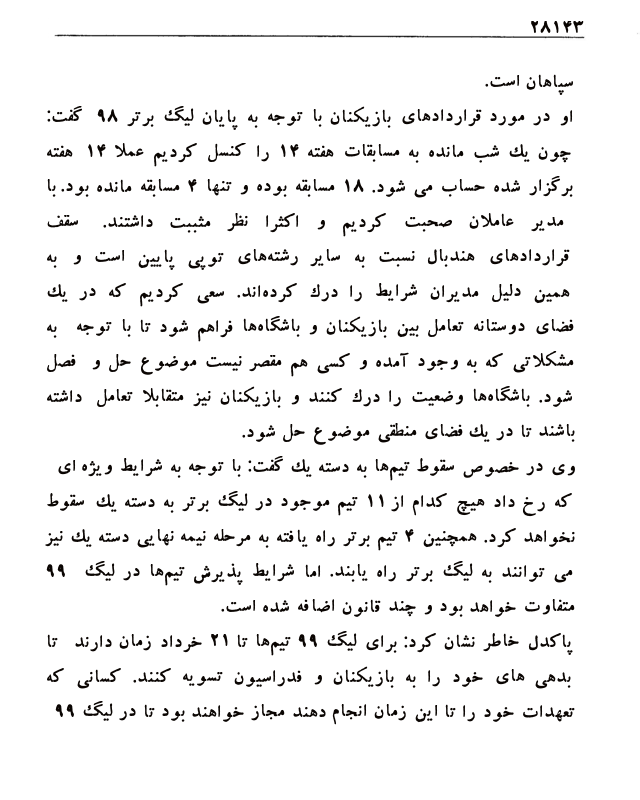 ۲۸۱۴۳
سپاهان است.
او در مورد قراردادهای بازیکنان با توجه به پایان لیگ برتر ۹۸ گفت:
چون یك شب مانده به مسابقات هفته ۱۴ را کنسل کردیم عملا ۱۴ هفته
برگزار شده حساب می شود. ۱۸ مسابقه بوده و تنها ۴ مسابقه مانده بود. با
مدیر عاملان صحبت کردیم و اکثرا نظر مثببت داشتند. سقف
قراردادهای هندبال نسبت به سایر رشته‌های توپی پایین است و به
همین دلیل مدیران شرایط را درك کرده‌اند. سعی کردیم که در یك
فضای دوستانه تعامل بین بازیکنان و باشگاه‌ها فراهم شود تا با توجه به
مشکلاتی که به وجود آمده و کسی هم مقصر نیست موضوع حل و فصل
شود. باشگاه‌ها وضعیت را درك کنند و بازیکنان نیز متقابلا تعامل داشته
باشند تا در یك فضای منطقی موضوع حل شود.
وی در خصوص سقوط تیم‌ها به دسته یك گفت: با توجه به شرایط ویژه ای
که رخ داد هیچ کدام از ۱۱ تیم موجود در لیگ برتر به دسته یك سقوط
نخواهد کرد. همچنین ۴ تیم برتر راه یافته به مرحله نیمه نهایی دسته یك نیز
می توانند به لیگ برتر راه یابند. اما شرایط پذیرش تیم‌ها در لیگ ۹۹
متفاوت خواهد بود و چند قانون اضافه شده است.
پاکدل خاطر نشان کرد: برای لیگ ۹۹ تیم‌ها تا ۲۱ خرداد زمان دارند تا
بدهی های خود را به بازیکنان و فدراسیون تسویه کنند. کسانی که
تعهدات خود را تا این زمان انجام دهند مجاز خواهند بود تا در لیگ ۹۹